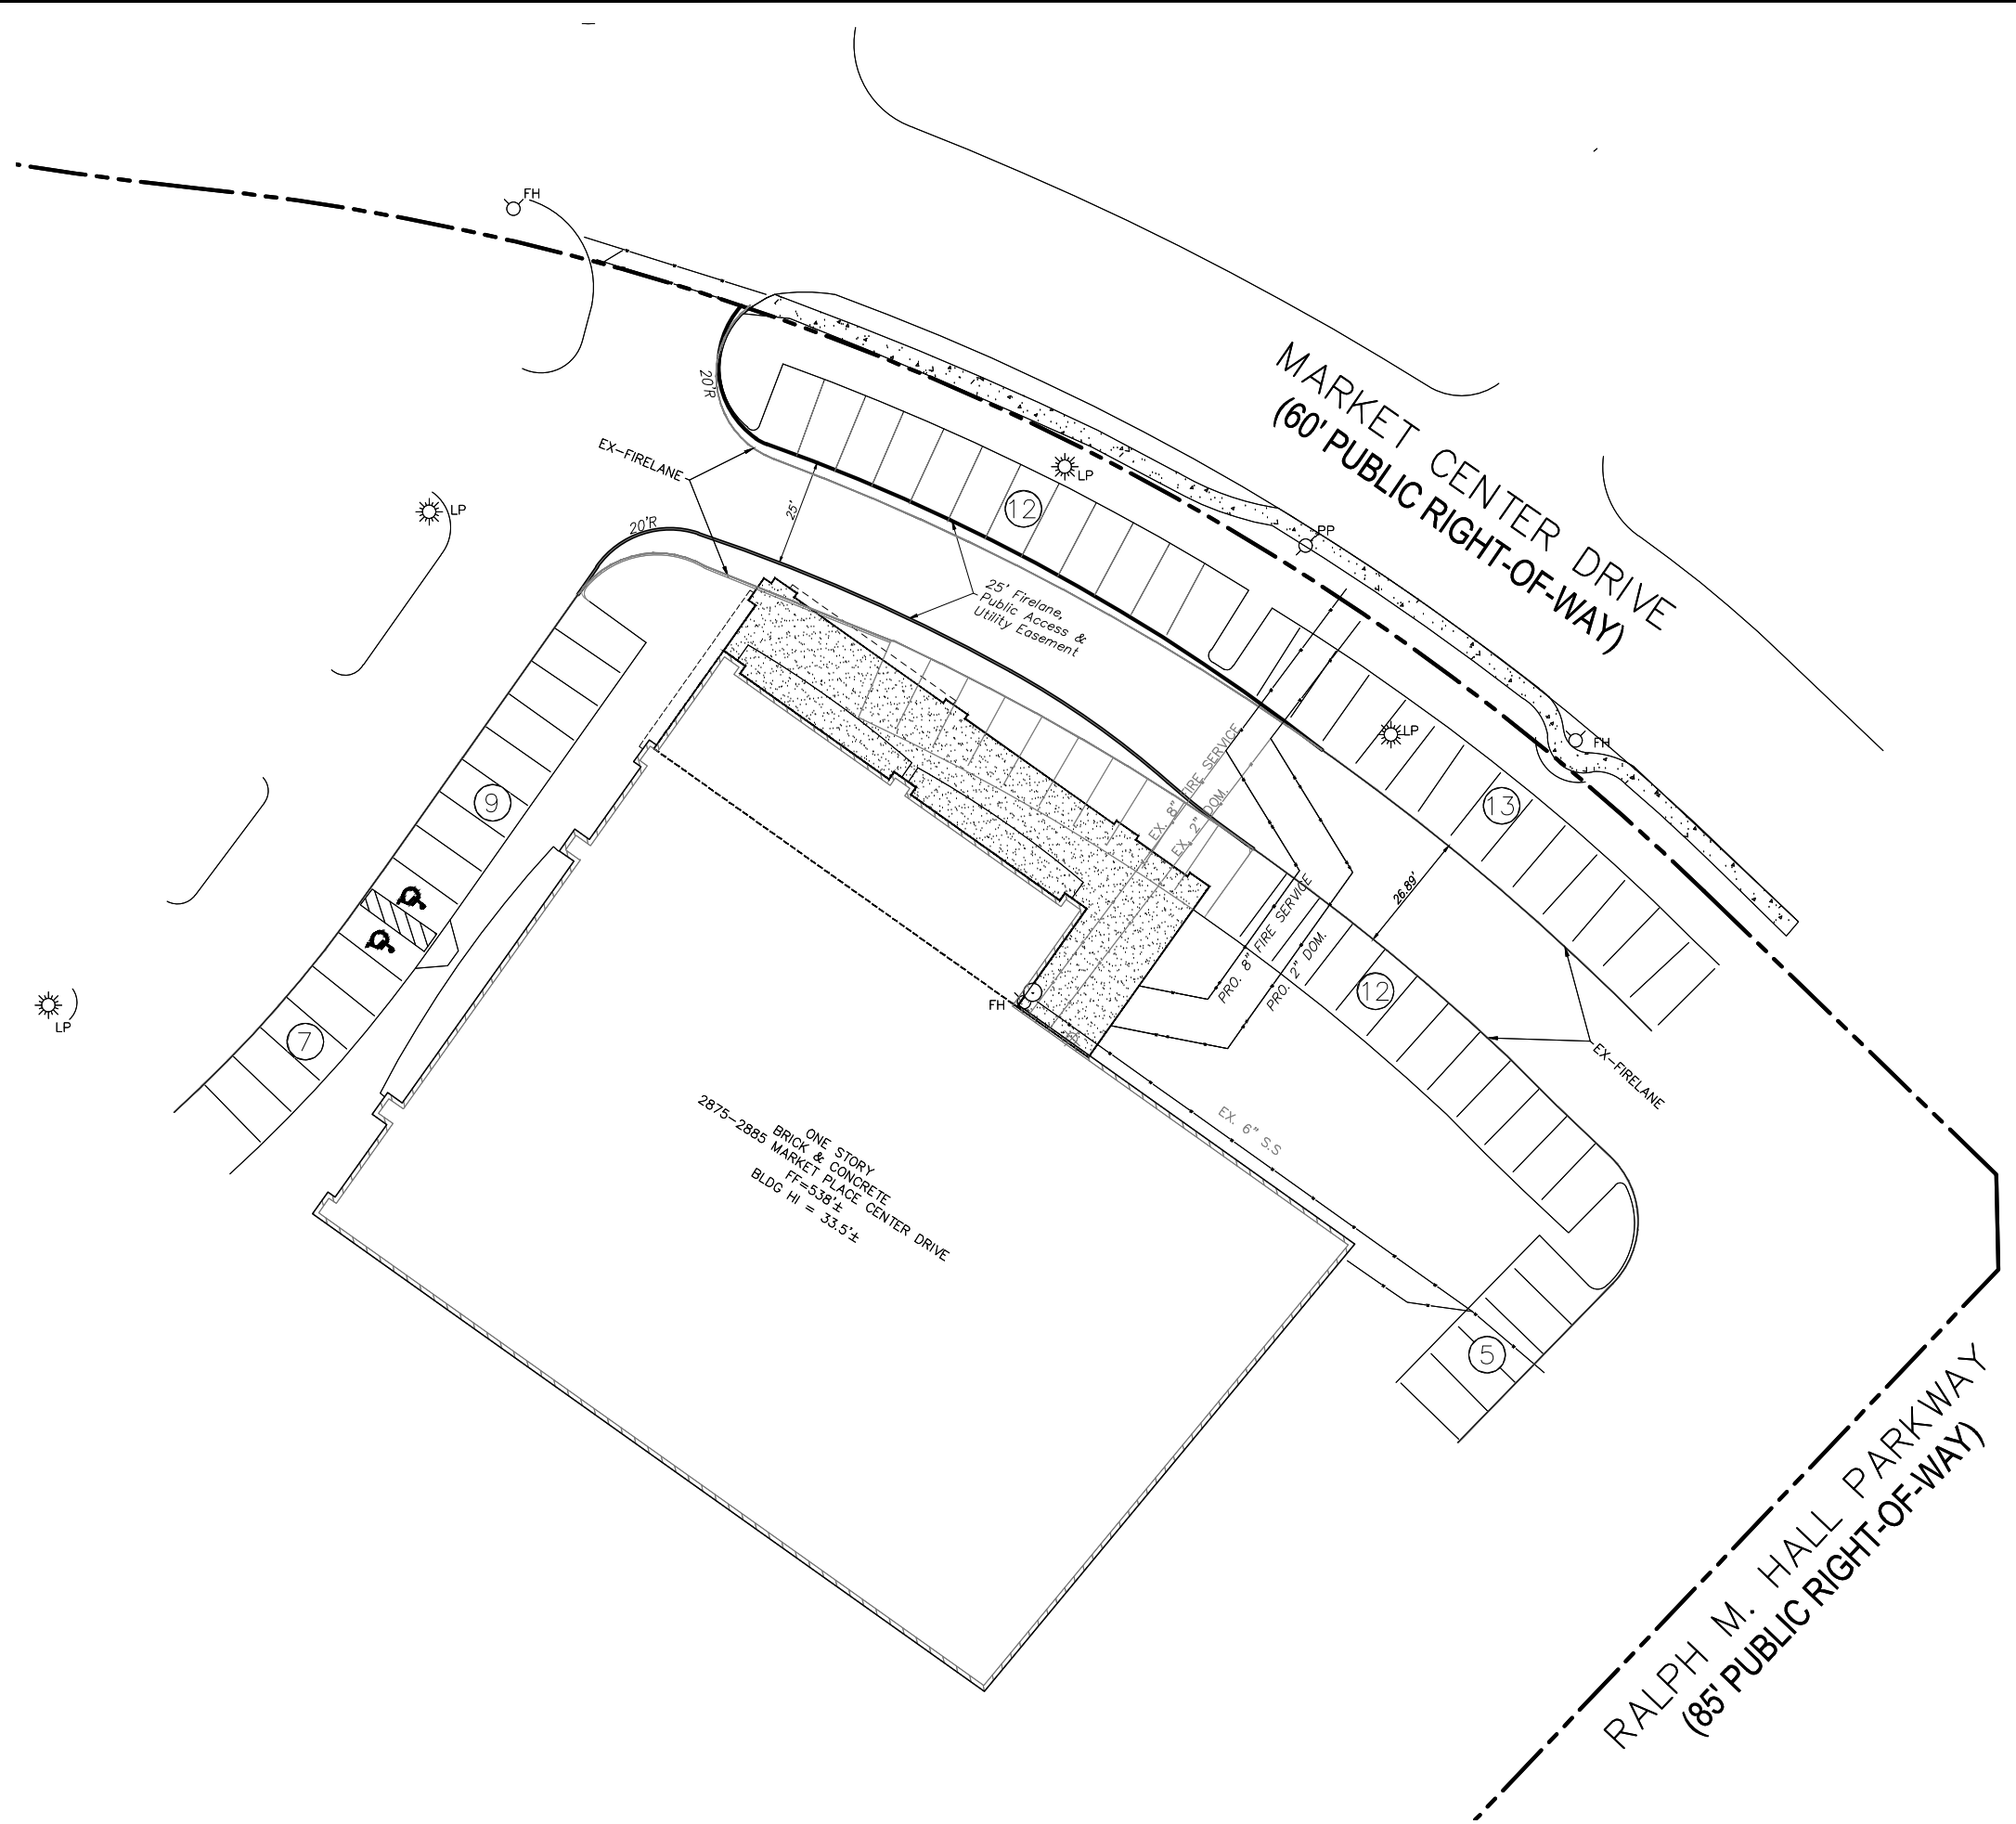 FH
MARKET CENTER DRIVE
(60' PUBLIC RIGHT-OF-WAY)
20'R
EX-FIRELANE
LP
12
LP
25'
20'R
PP
25' Firelane,
Public Access &
Utility Easement
LP
FH
EX. 8" FIRE SERVICE
EX. 2" DOM.
13
9
26.89'
PRO. 8" FIRE SERVICE
PRO. 2" DOM.
12
FH
LP
7
EX-FIRELANE
EX. 6" S.S
ONE STORY
BRICK & CONCRETE
2875-2885 MARKET PLACE CENTER DRIVE
FF=538'±
BLDG HI = 33.5'±
5
RALPH M. HALL PARKWAY
(85' PUBLIC RIGHT-OF-WAY)